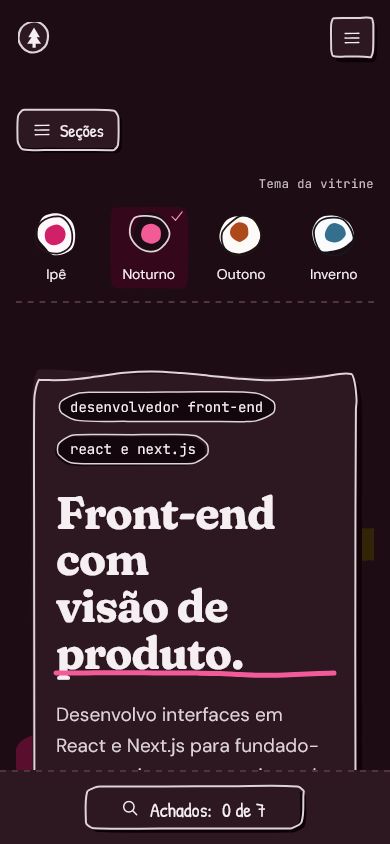 Seções
Tema da vitrine
Ipê
Noturno
Outono
Inverno
desenvolvedor front-end
react e next.js
Front-end
com
visão de
produto.
Desenvolvo interfaces em
React e Next.js para fundado-
Achados: 0 de 7